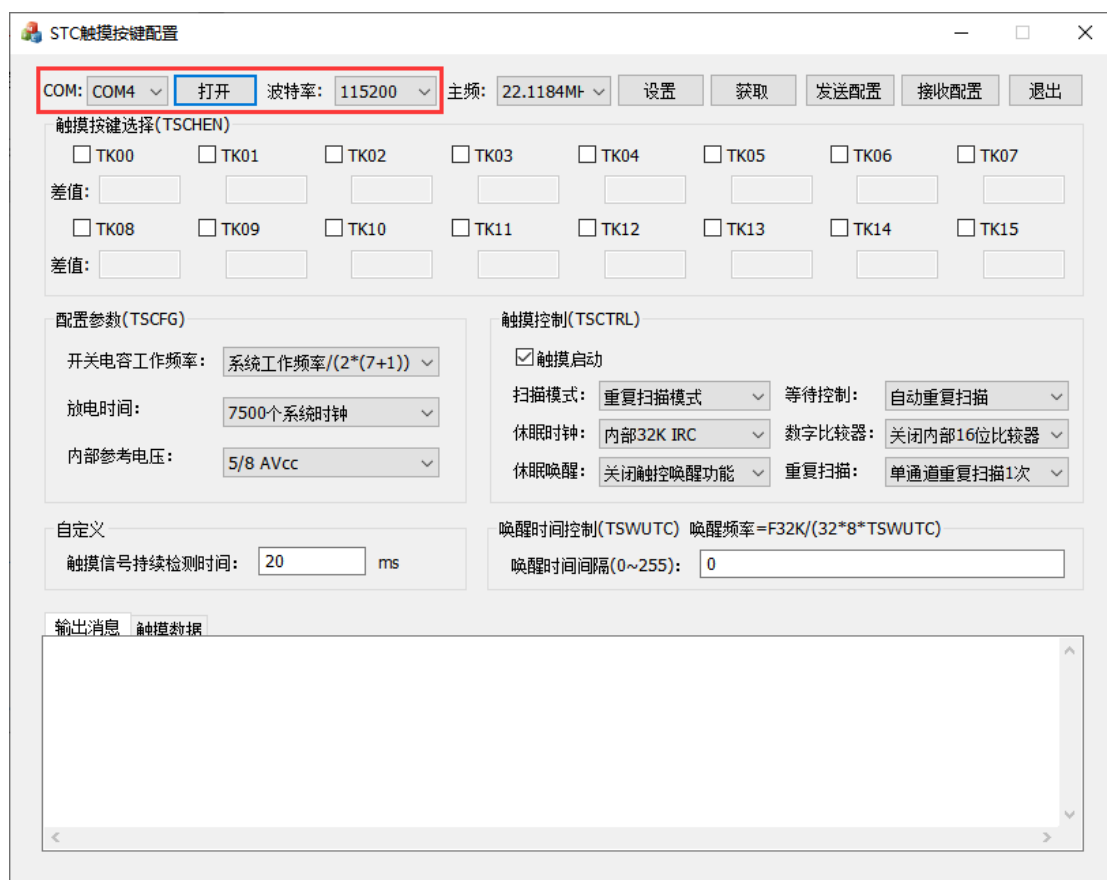 STC触摸按键配置
COM: COM4 打开 波特率: 115200 主频: 22.1184MH 设置 获取 发送配置 接收配置 退出
触摸按键选择(TSCHEN)
TK00 TK01 TK02 TK03 TK04 TK05 TK06 TK07
差值:
TK08 TK09 TK10 TK11 TK12 TK13 TK14 TK15
差值:
配置参数(TSCFG)
开关电容工作频率: 系统工作频率/(2*(7+1))
放电时间: 7500个系统时钟
内部参考电压: 5/8 AVcc
触摸控制(TSCTRL)
触摸启动
扫描模式: 重复扫描模式 等待控制: 自动重复扫描
休眠时钟: 内部32K IRC 数字比较器: 关闭内部16位比较器
休眠唤醒: 关闭触控唤醒功能 重复扫描: 单通道重复扫描1次
自定义
触摸信号持续检测时间: 20 ms
唤醒时间控制(TSWUTC) 唤醒频率=F32K/(32*8*TSWUTC)
唤醒时间间隔(0~255): 0
输出消息 触摸数据